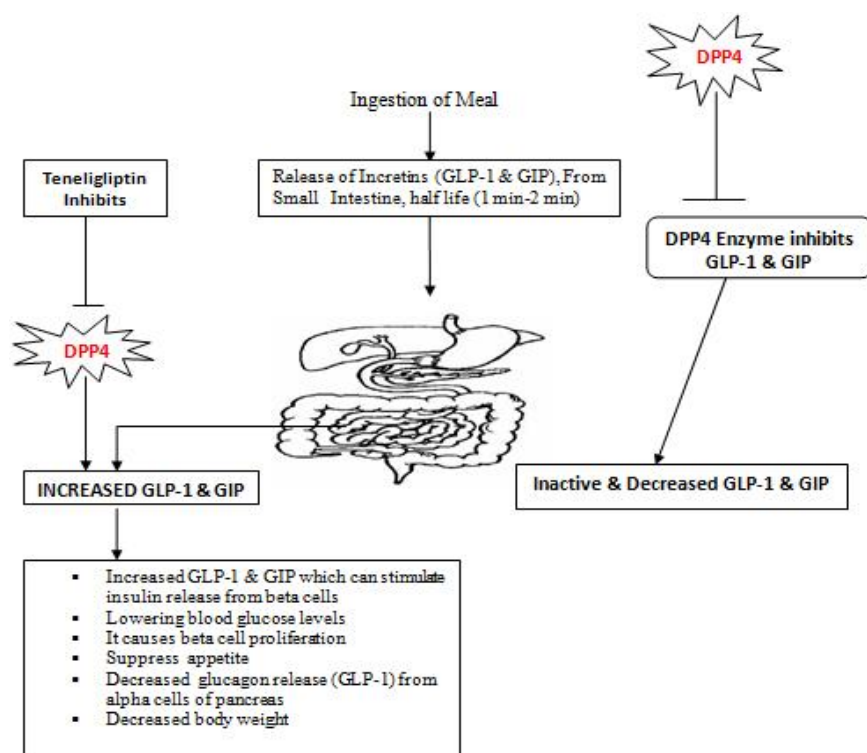 DPP4
Ingestion of Meal
Teneligliptin
Inhibits
Release of Incretins (GLP-1 & GIP), From
Small Intestine, half life (1 min-2 min)
DPP4 Enzyme inhibits
GLP-1 & GIP
DPP4
INCREASED GLP-1 & GIP
Inactive & Decreased GLP-1 & GIP
▪ Increased GLP-1 & GIP which can stimulate
insulin release from beta cells
▪ Lowering blood glucose levels
▪ It causes beta cell proliferation
▪ Suppress appetite
▪ Decreased glucagon release (GLP-1) from
alpha cells of pancreas
▪ Decreased body weight